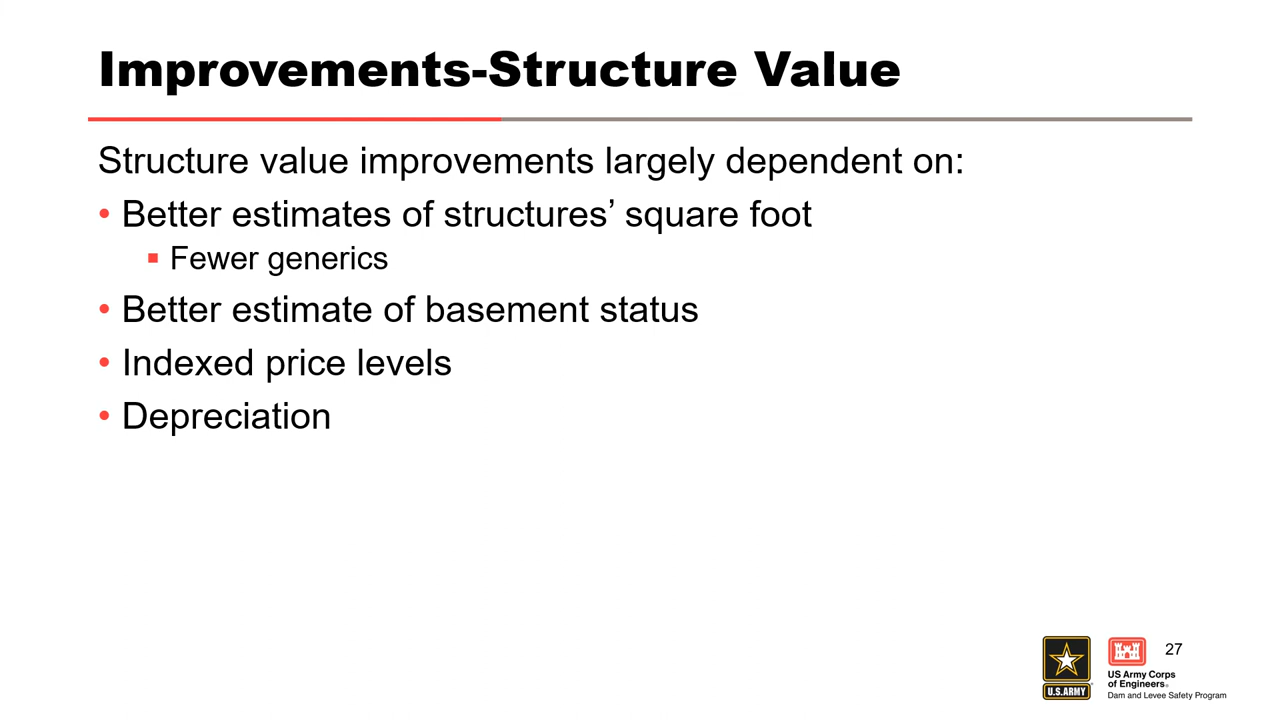 Improvements-Structure Value
Structure value improvements largely dependent on:
• Better estimates of structures’ square foot
▪ Fewer generics
• Better estimate of basement status
• Indexed price levels
• Depreciation
27
U.S.ARMY
US Army Corps
of Engineers®
Dam and Levee Safety Program